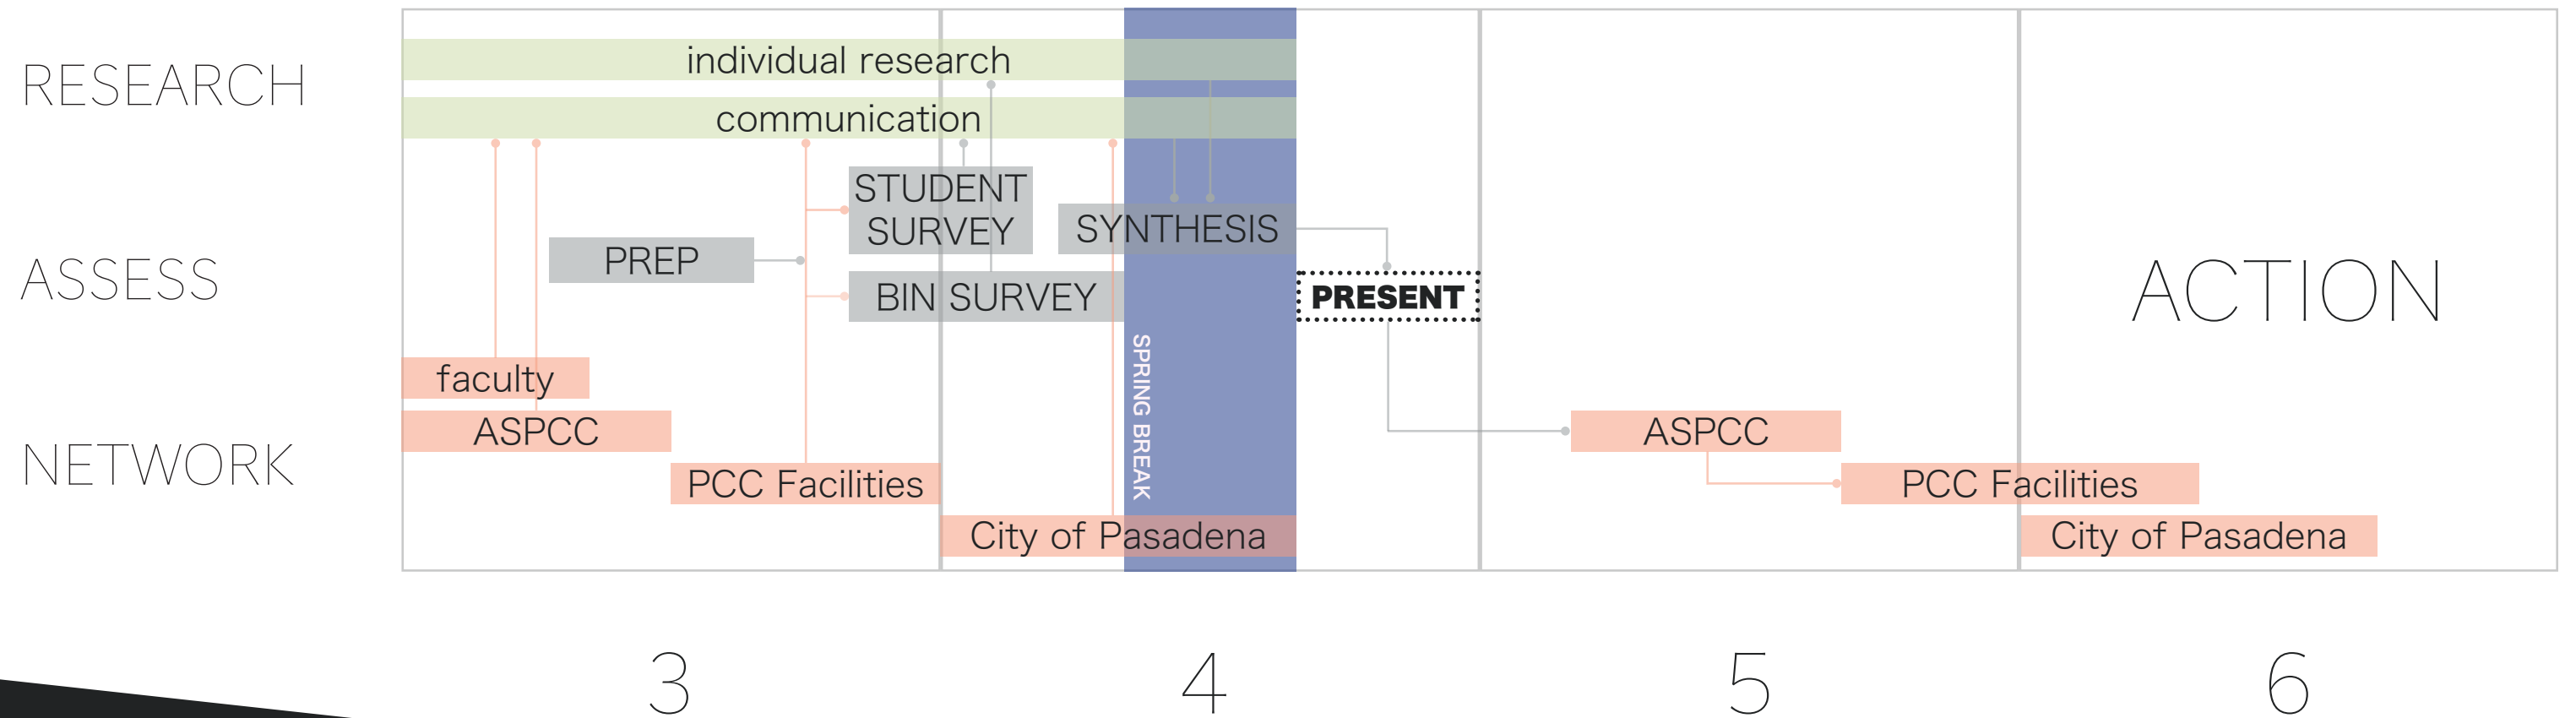 RESEARCH
individual research
communication
ASSESS
STUDENT
SURVEY
SYNTHESIS
PREP
BIN SURVEY
PRESENT
ACTION
SPRING BREAK
NETWORK
faculty
ASPCC
ASPCC
PCC Facilities
PCC Facilities
City of Pasadena
City of Pasadena
3
4
5
6